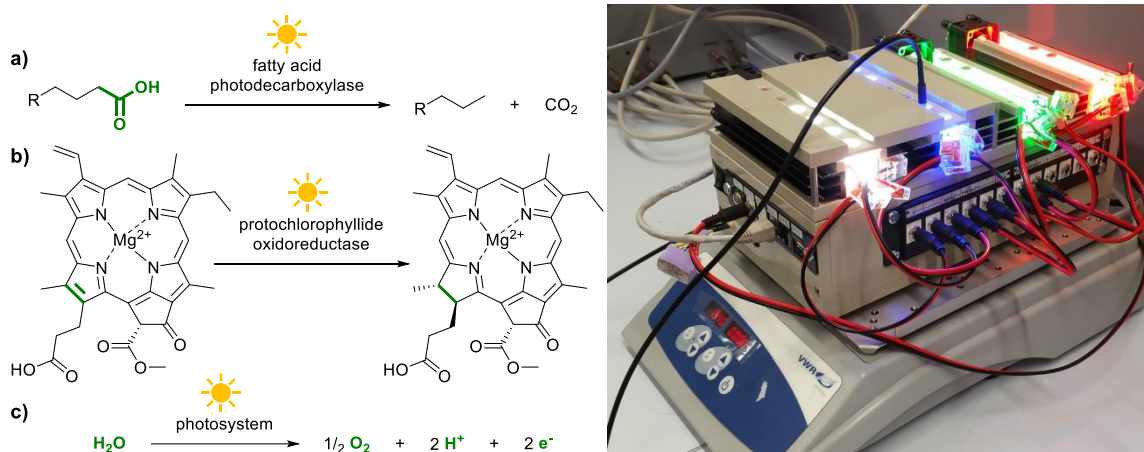 a)
fatty acid
photodecarboxylase
R
OH
O
R
+
CO2
b)
protochlorophyllide
oxidoreductase
N
N
Mg2+
N
N
O
O
O
HO
O
N
N
Mg2+
N
N
O
O
O
HO
O
c)
photosystem
H2O
1/2 O2 + 2 H+ + 2 e-
VWR